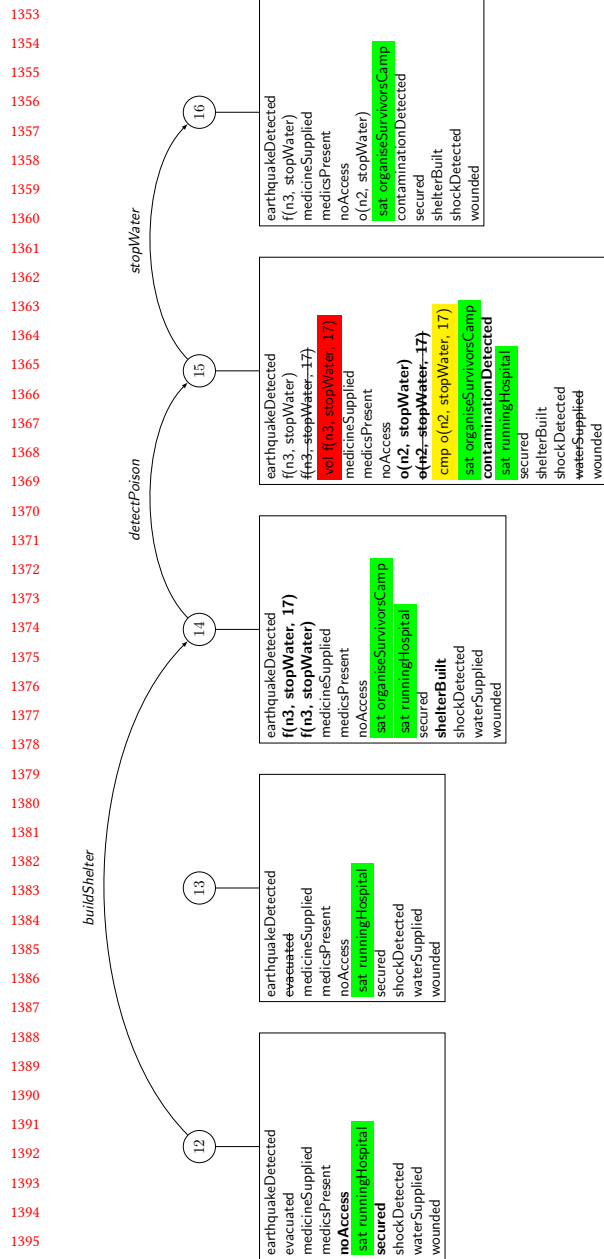 1353
1354
1355
1356
1357
1358
1359
1360
1361
1362
1363
1364
1365
1366
1367
1368
1369
1370
1371
1372
1373
1374
1375
1376
1377
1378
1379
1380
1381
1382
1383
1384
1385
1386
1387
1388
1389
1390
1391
1392
1393
1394
1395
12
earthquakeDetected
evacuated
medicineSupplied
medicsPresent
noAccess
sat runningHospital
secured
shockDetected
waterSupplied
wounded
buildShelter
13
earthquakeDetected
evacuated
medicineSupplied
medicsPresent
noAccess
sat runningHospital
secured
shockDetected
waterSupplied
wounded
14
earthquakeDetected
f(n3, stopWater, 17)
f(n3, stopWater)
medicineSupplied
medicsPresent
noAccess
sat organiseSurvivorsCamp
sat runningHospital
secured
shelterBuilt
shockDetected
waterSupplied
wounded
detectPoison
15
earthquakeDetected
f(n3, stopWater)
f(n3, stopWater, 17)
vol f(n3, stopWater, 17)
medicineSupplied
medicsPresent
noAccess
o(n2, stopWater)
o(n2, stopWater, 17)
cmp o(n2, stopWater, 17)
sat organiseSurvivorsCamp
contaminationDetected
sat runningHospital
secured
shelterBuilt
shockDetected
waterSupplied
wounded
stopWater
16
earthquakeDetected
f(n3, stopWater)
medicineSupplied
medicsPresent
noAccess
o(n2, stopWater)
sat organiseSurvivorsCamp
contaminationDetected
secured
shelterBuilt
shockDetected
wounded